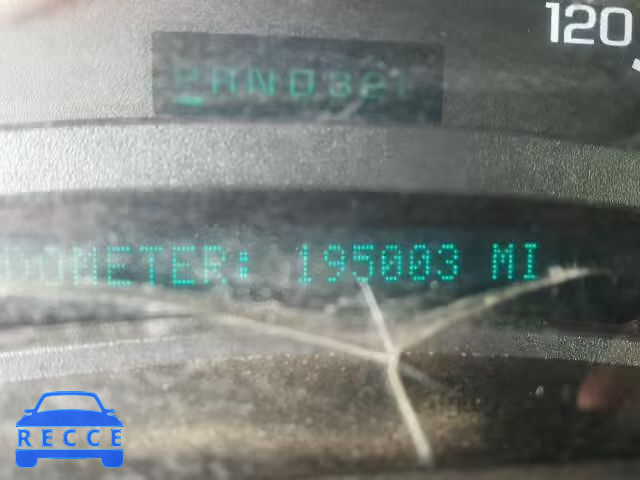 120
PRND321
ODOMETER: 195003 MI
RECCE